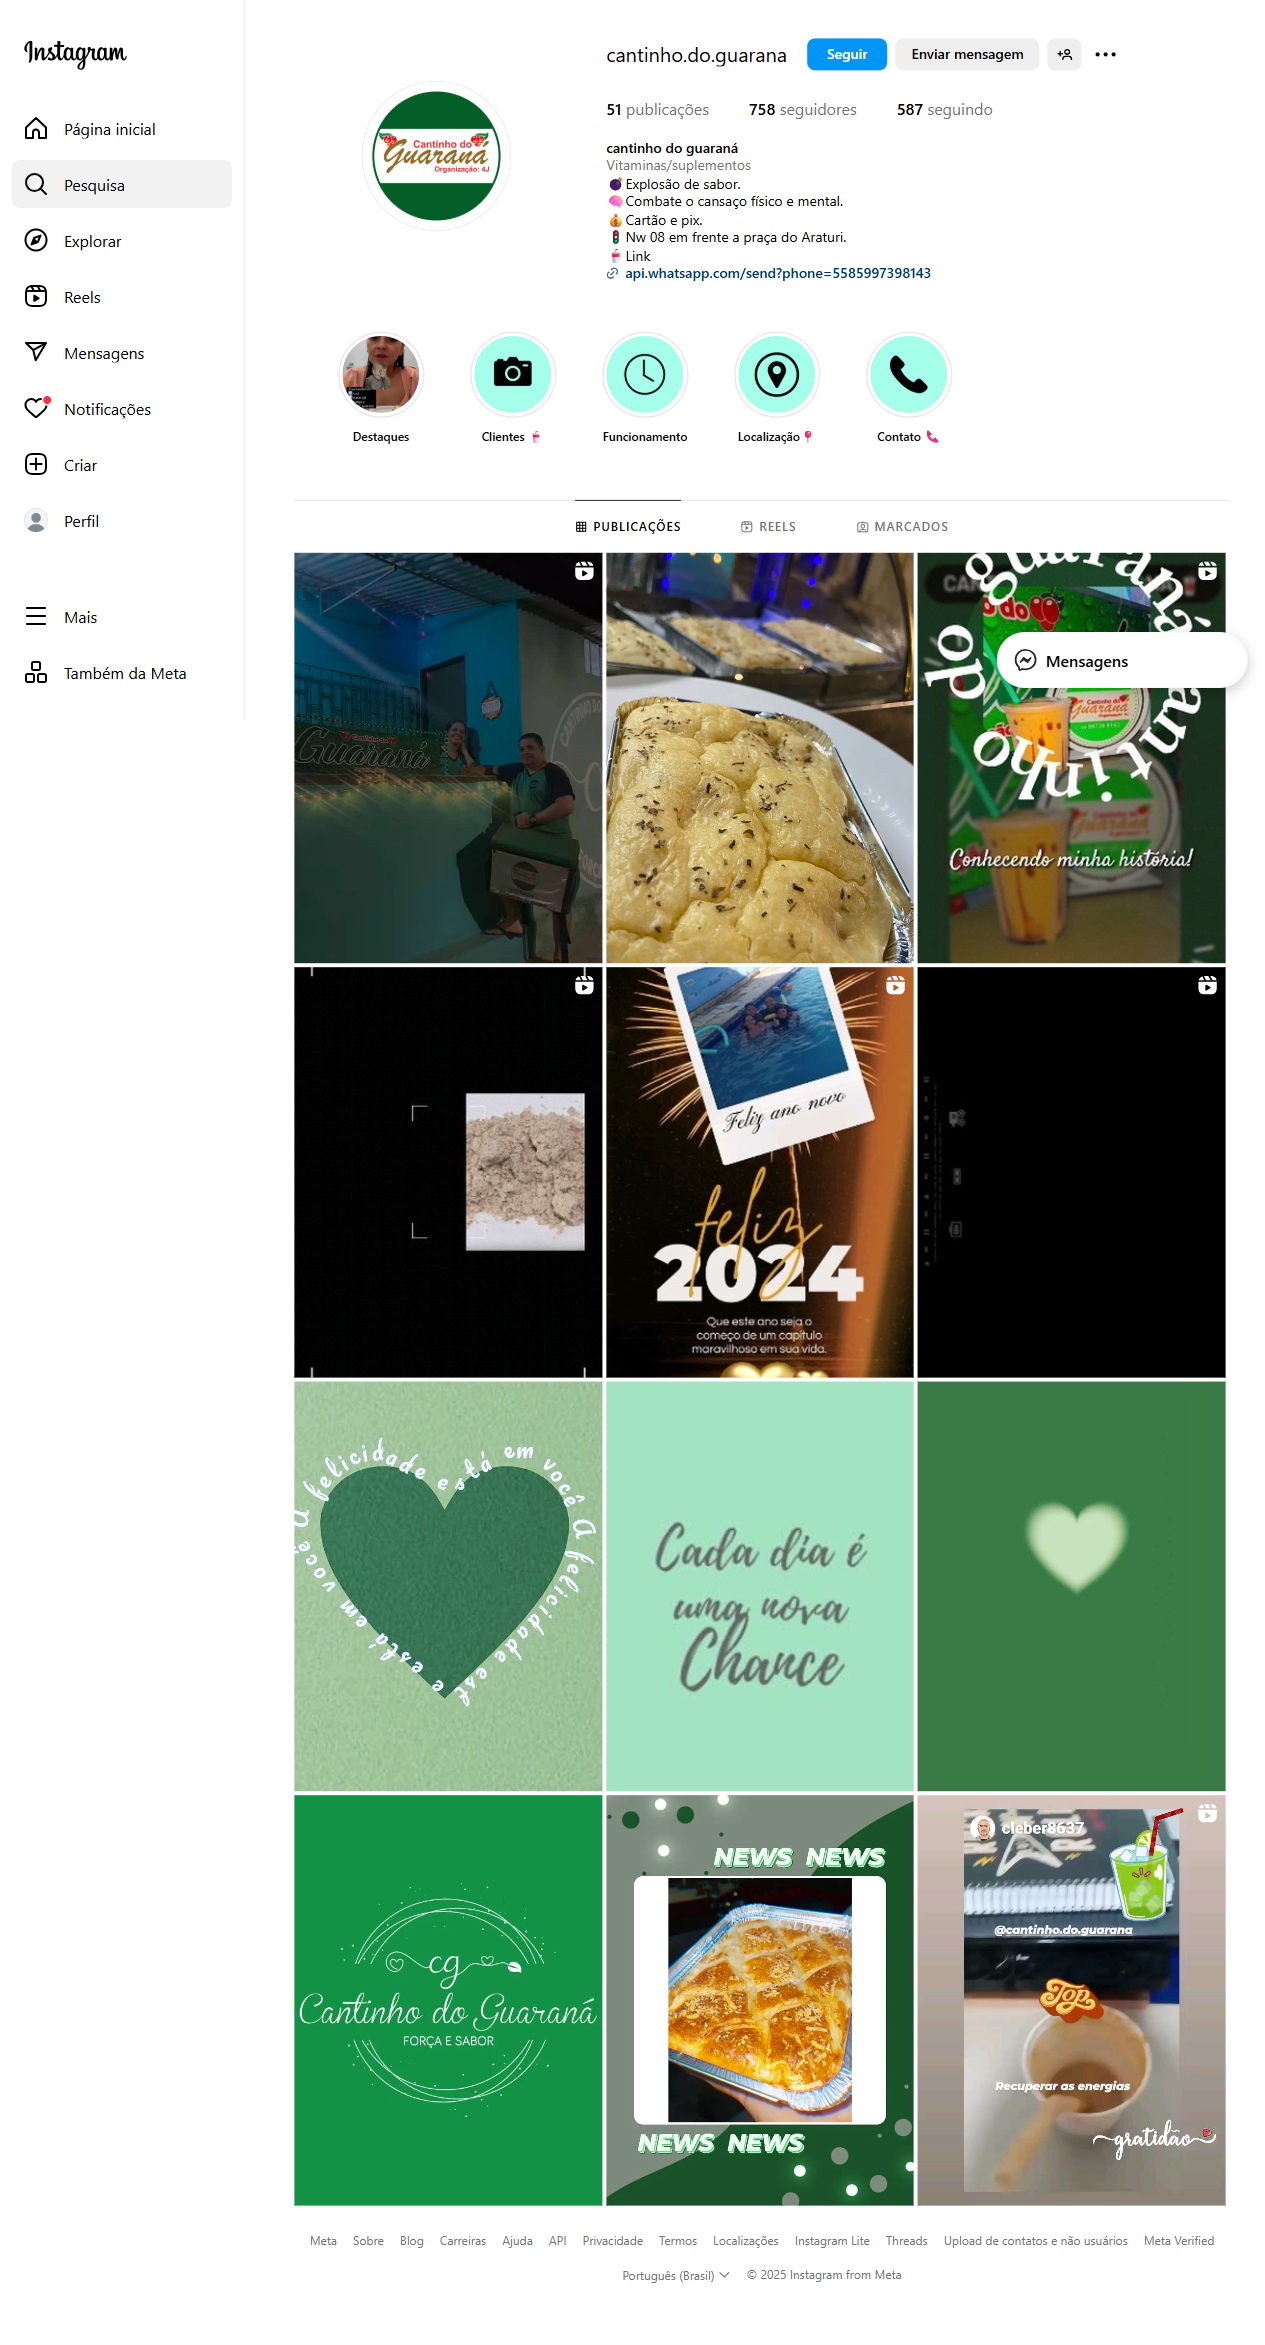 Instagram
Página inicial
Pesquisa
Explorar
Reels
Mensagens
Notificações
Criar
Perfil
Mais
Também da Meta
cantinho.do.guarana
Seguir
Enviar mensagem
51 publicações
758 seguidores
587 seguindo
Cantinho do
Guaraná
Organização: 4J
cantinho do guaraná
Vitaminas/suplementos
Explosão de sabor.
Combate o cansaço físico e mental.
Cartão e pix.
Nw 08 em frente a praça do Araturi.
Link
api.whatsapp.com/send?phone=5585997398143
Destaques
Clientes
Funcionamento
Localização
Contato
PUBLICAÇÕES
REELS
MARCADOS
Cantinho do
Guaraná
Cantinho do guaraná
Cantinho do
Guaraná
Conhecendo minha história!
Mensagens
Feliz ano novo
feliz
2024
Que este ano seja o
começo de um capítulo
maravilhoso em sua vida.
A felicidade está em você A felicidade est
e está em você
Cada dia é
uma nova
Chance
cg
Cantinho do Guaraná
FORÇA E SABOR
NEWS NEWS
NEWS NEWS
cleber8637
@cantinho.do.guarana
Top
Recuperar as energias
gratidão
Meta
Sobre
Blog
Carreiras
Ajuda
API
Privacidade
Termos
Localizações
Instagram Lite
Threads
Upload de contatos e não usuários
Meta Verified
Português (Brasil)
© 2025 Instagram from Meta